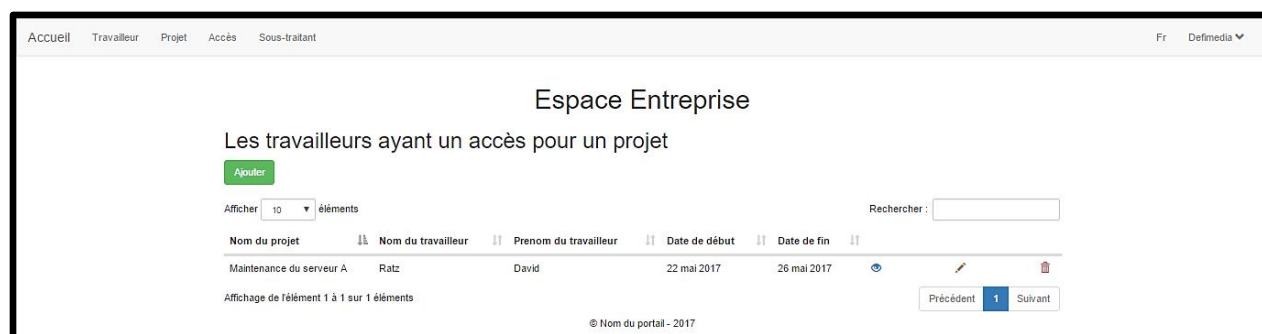 Accueil Travailleur Projet Accès Sous-traitant Fr Defimedia
Espace Entreprise
Les travailleurs ayant un accès pour un projet
Ajouter
Afficher 10 éléments Rechercher :
Nom du projet Nom du travailleur Prenom du travailleur Date de début Date de fin
Maintenance du serveur A Ratz David 22 mai 2017 26 mai 2017
Affichage de l'élément 1 à 1 sur 1 éléments Précédent 1 Suivant
© Nom du portail - 2017